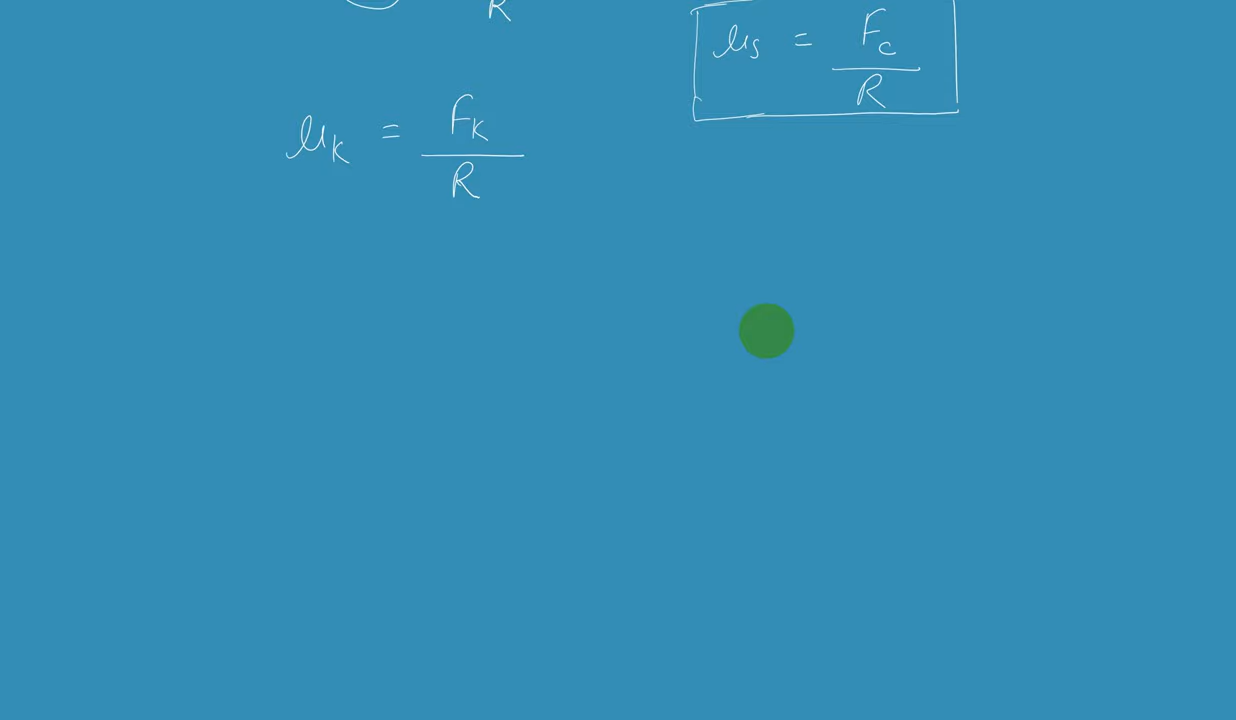 R
μs = Fc / R
μk = Fk / R